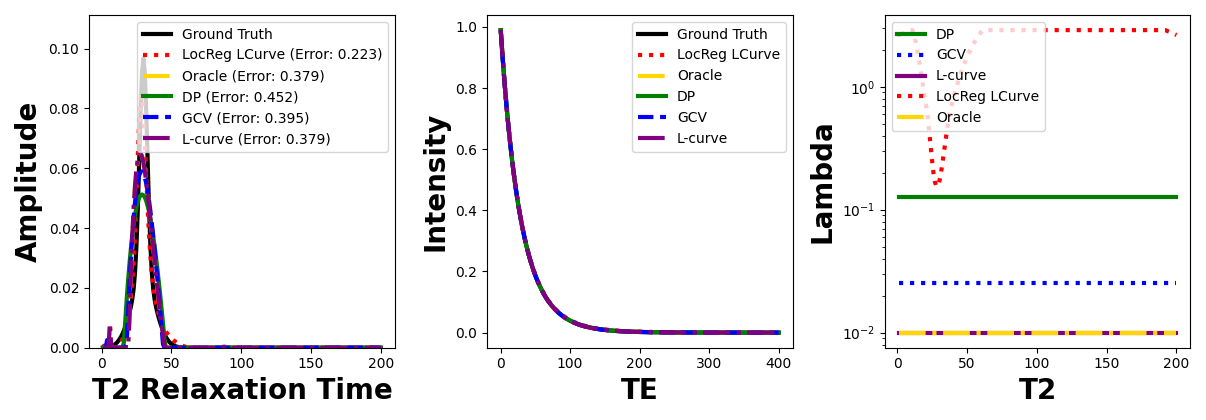 Amplitude
0.10
0.08
0.06
0.04
0.02
0.00
Ground Truth
LocReg LCurve (Error: 0.223)
Oracle (Error: 0.379)
DP (Error: 0.452)
GCV (Error: 0.395)
L-curve (Error: 0.379)
0 50 100 150 200
T2 Relaxation Time
Intensity
1.0
0.8
0.6
0.4
0.2
0.0
Ground Truth
LocReg LCurve
Oracle
DP
GCV
L-curve
0 100 200 300 400
TE
Lambda
10⁰
10⁻¹
10⁻²
DP
GCV
L-curve
LocReg LCurve
Oracle
0 50 100 150 200
T2